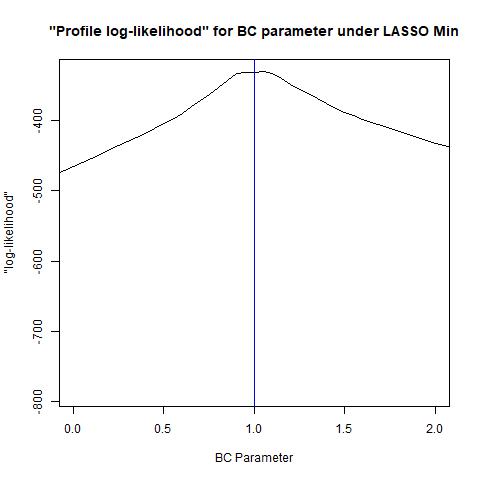 "Profile log-likelihood" for BC parameter under LASSO Min
"log-likelihood"
-400
-500
-600
-700
-800
0.0 0.5 1.0 1.5 2.0
BC Parameter